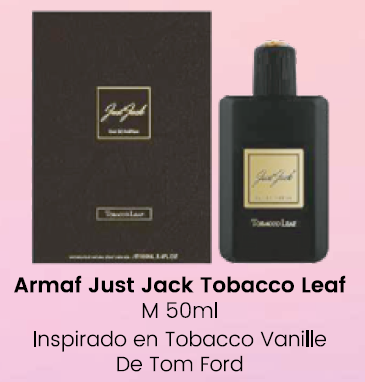 Just Jack
TOBACCO LEAF
Just Jack
TOBACCO LEAF
Armaf Just Jack Tobacco Leaf
M 50ml
Inspirado en Tobacco Vanille
De Tom Ford